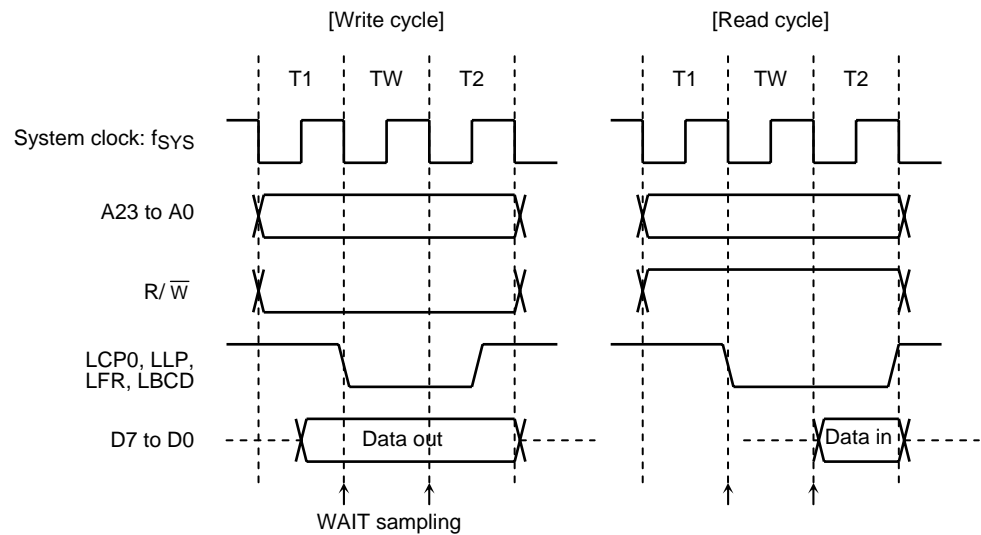 [Write cycle]
[Read cycle]
T1 TW T2
T1 TW T2
System clock: fSYS
A23 to A0
R/ W̅
LCP0, LLP,
LFR, LBCD
D7 to D0
Data out
Data in
WAIT sampling